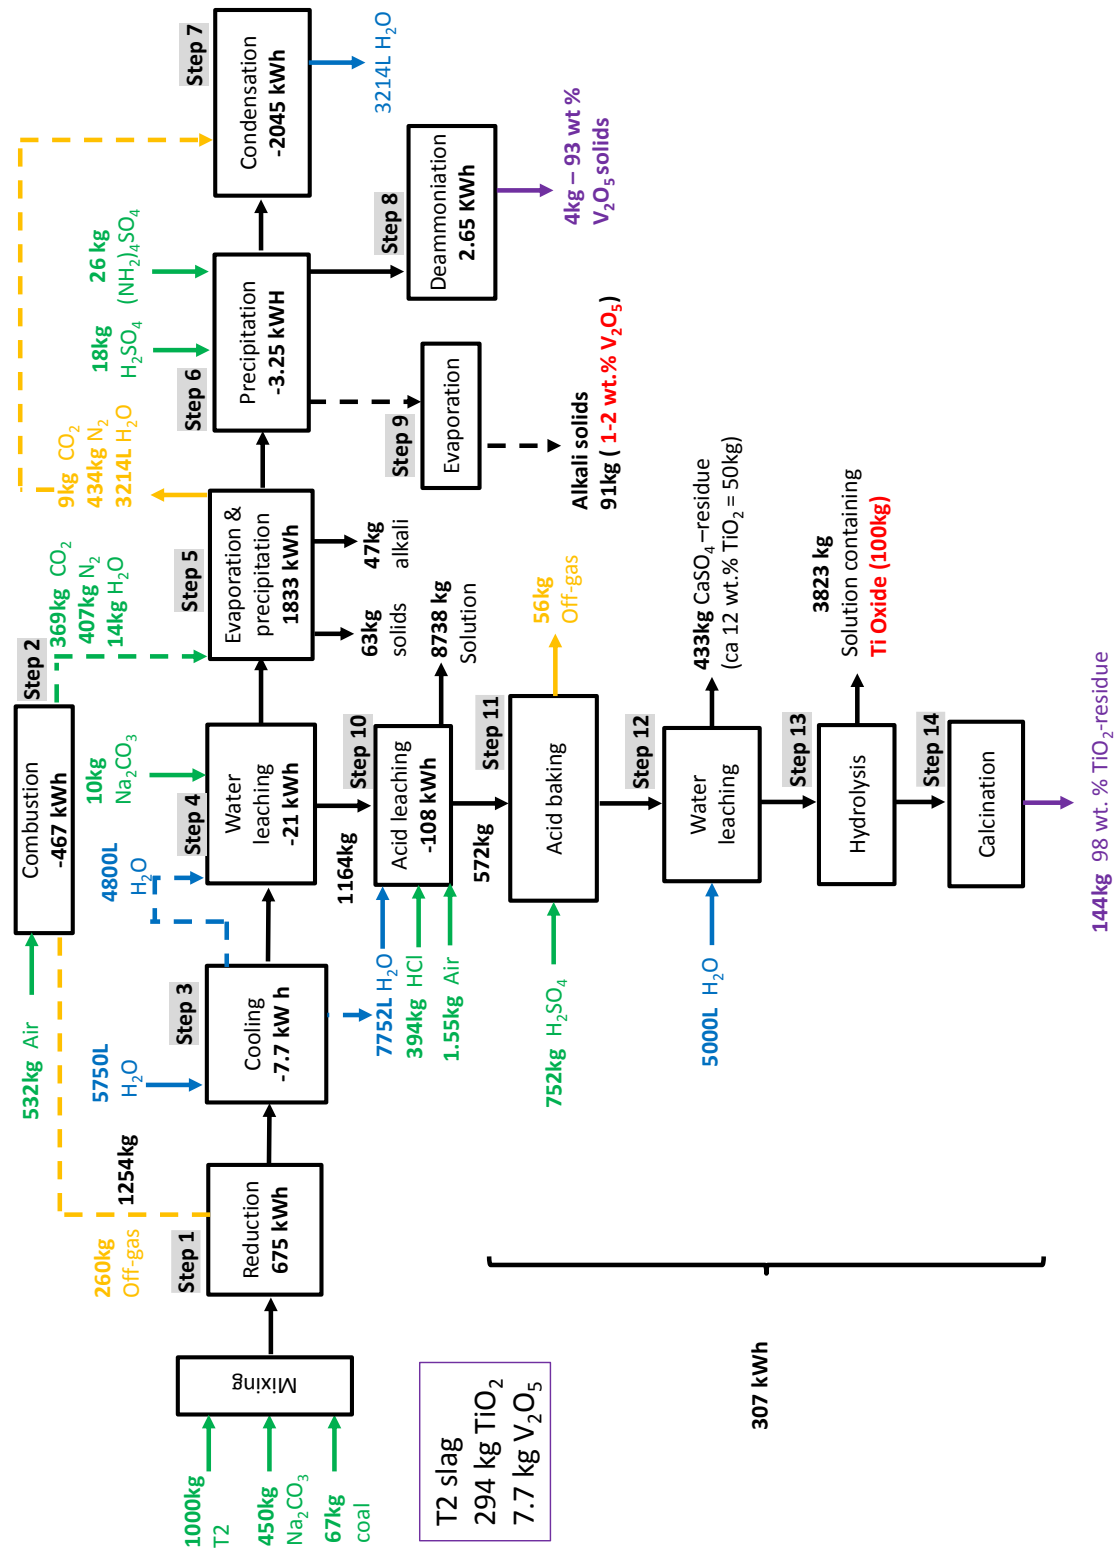 1000kg
T2
450kg
Na₂CO₃
67kg
coal
Mixing
Step 1
Reduction
675 kWh
260kg
Off-gas
1254kg
532kg Air
Step 2
Combustion
-467 kWh
369kg CO₂
407kg N₂
14kg H₂O
5750L
H₂O
Step 3
Cooling
-7.7 kW h
4800L
H₂O
10kg
Na₂CO₃
Step 4
Water
leaching
-21 kWh
Step 5
Evaporation &
precipitation
1833 kWh
9kg CO₂
434kg N₂
3214L H₂O
63kg
solids
47kg
alkali
18kg
H₂SO₄
26 kg
(NH₂)₄SO₄
Step 6
Precipitation
-3.25 kWH
Step 7
Condensation
-2045 kWh
3214L H₂O
Step 8
Deammoniation
2.65 KWh
4kg – 93 wt %
V₂O₅ solids
Step 9
Evaporation
Alkali solids
91kg ( 1-2 wt.% V₂O₅)
1164kg
Step 10
Acid leaching
-108 kWh
7752L H₂O
394kg HCl
1.55kg Air
8738 kg
Solution
572kg
Step 11
Acid baking
752kg H₂SO₄
56kg
Off-gas
Step 12
Water
leaching
5000L H₂O
433kg CaSO₄ –residue
(ca 12 wt.% TiO₂ = 50kg)
Step 13
Hydrolysis
3823 kg
Solution containing
Ti Oxide (100kg)
Step 14
Calcination
144kg 98 wt. % TiO₂-residue
T2 slag
294 kg TiO₂
7.7 kg V₂O₅
307 kWh